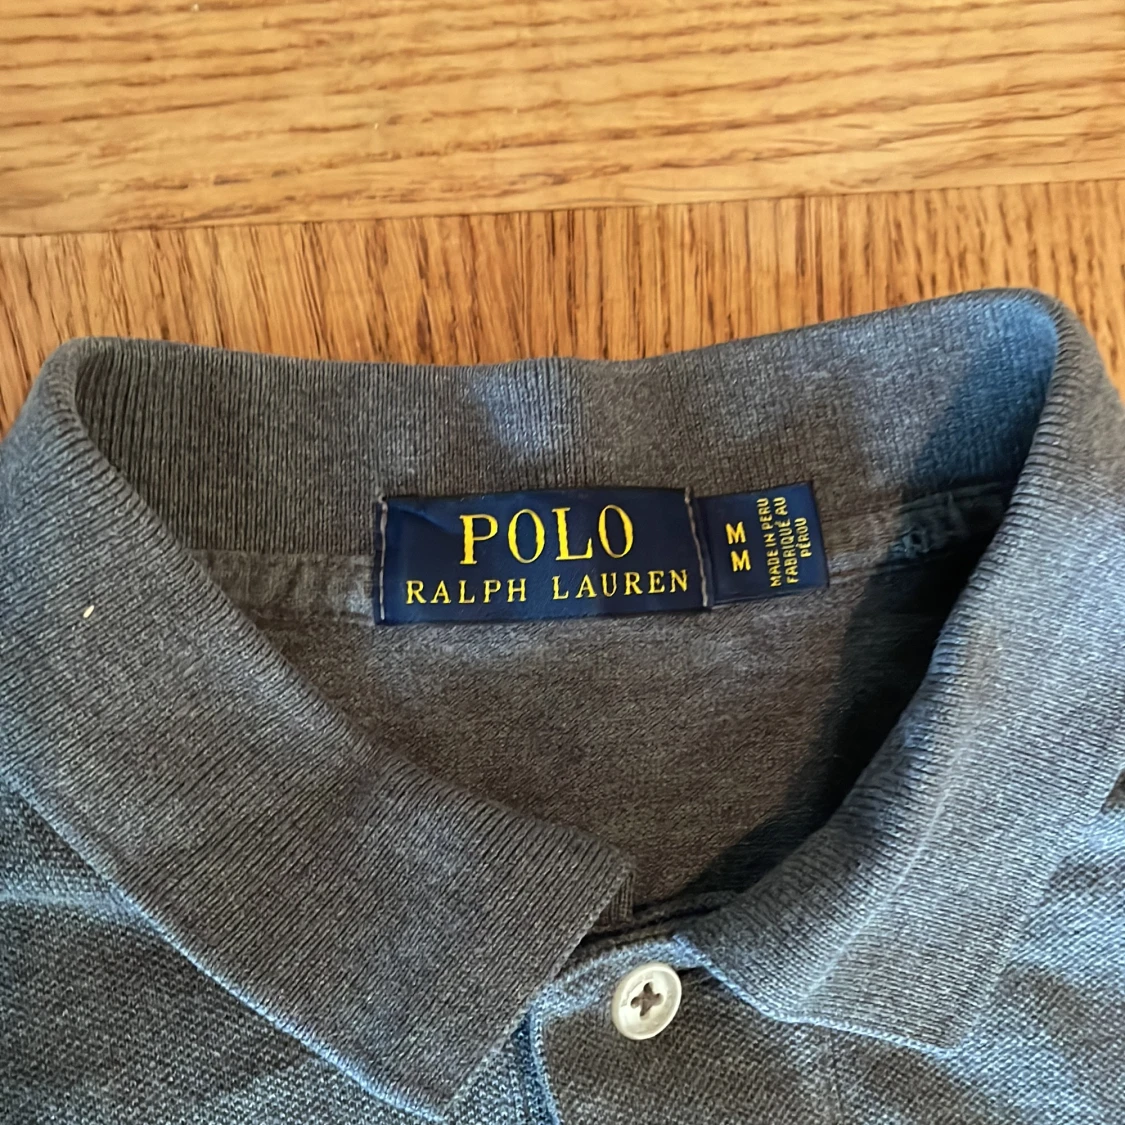 POLO
RALPH LAUREN
M
M
MADE IN PERU
FABRIQUÉ AU
PÉROU